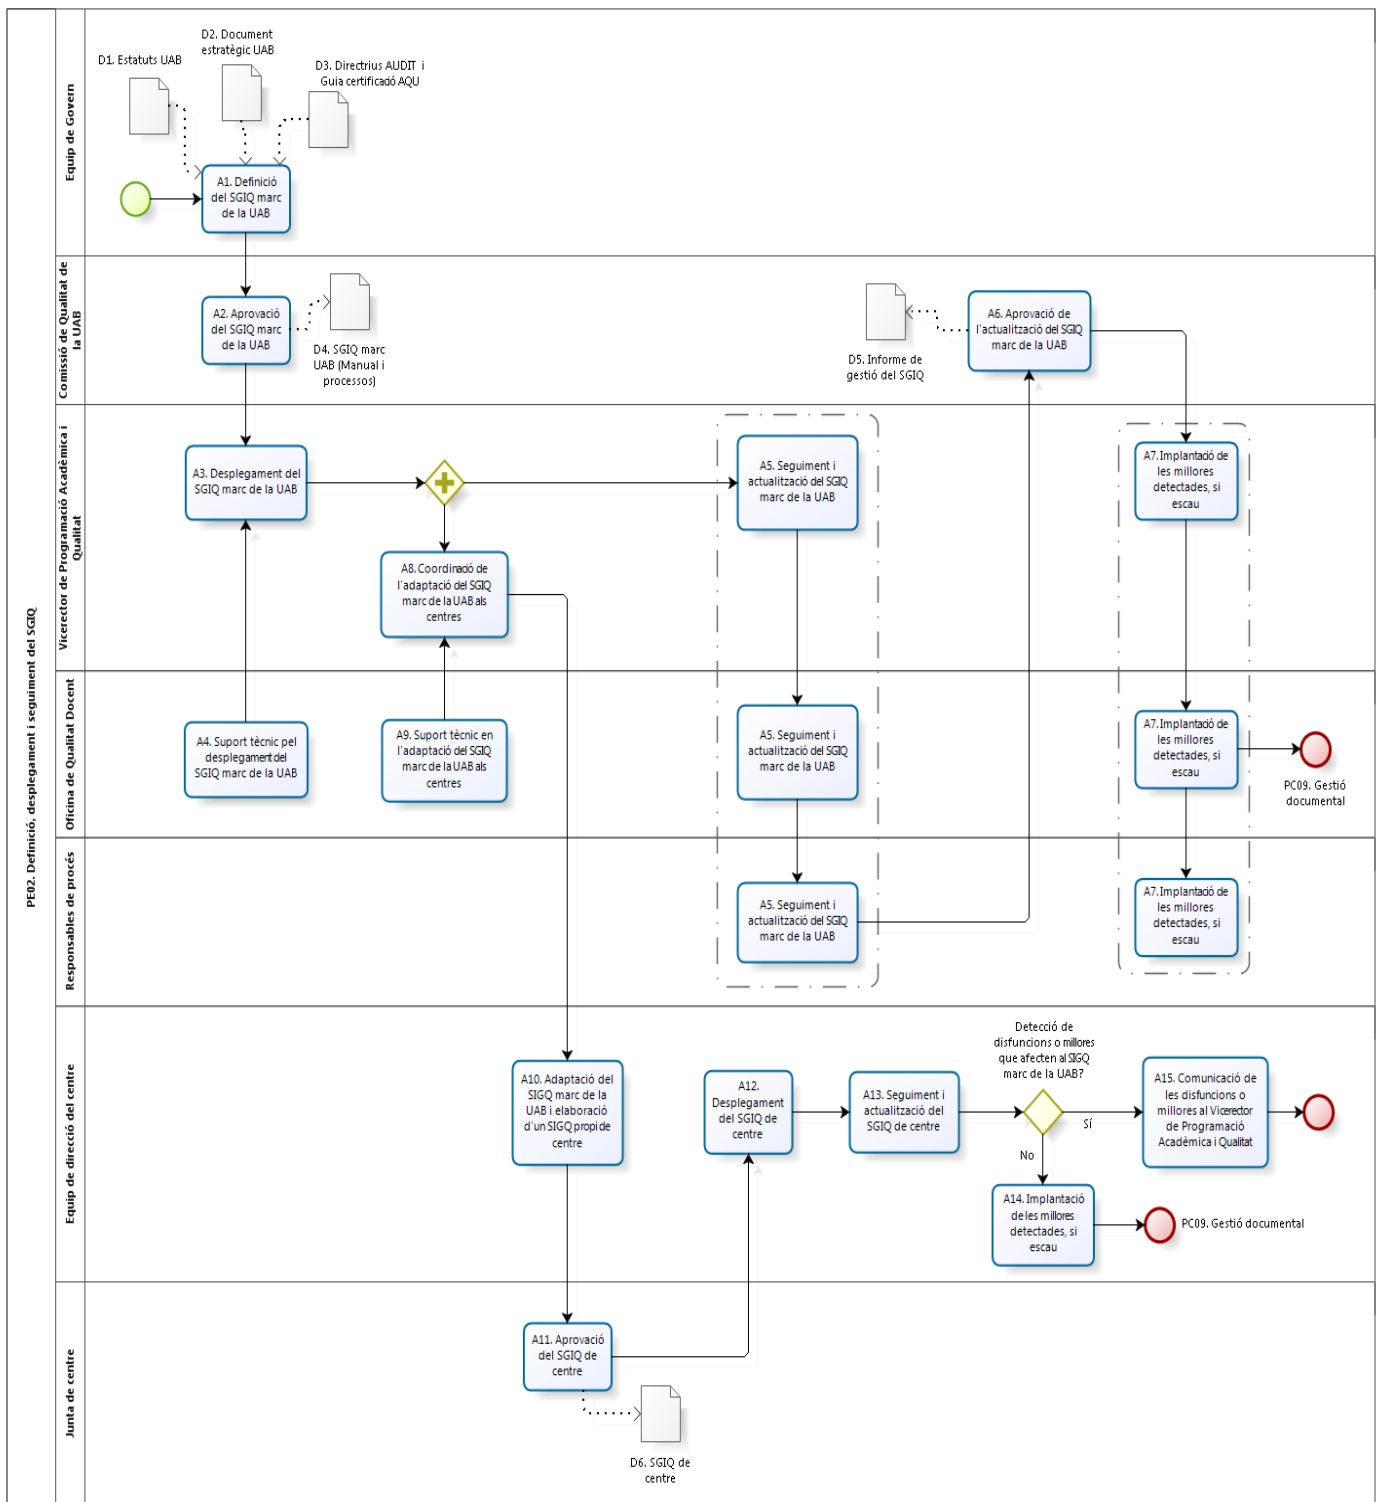 PE02. Definició, desplegament i seguiment del SGIQ
Equip de Govern
D1. Estatuts UAB
D2. Document
estratègic UAB
D3. Directrius AUDIT i
Guia certificació AQU
A1. Definició
del SGIQ marc
de la UAB
Comissió de Qualitat de
la UAB
A2. Aprovació
del SGIQ marc
de la UAB
D4. SGIQ marc
UAB (Manual i
processos)
D5. Informe de
gestió del SGIQ
A6. Aprovació de
l'actualització del SGIQ
marc de la UAB
Vicerector de Programació Acadèmica i
Qualitat
A3. Desplegament del
SGIQ marc de la UAB
A8. Coordinació de
l'adaptació del SGIQ
marc de la UAB als
centres
A5. Seguiment i
actualització del SGIQ
marc de la UAB
A7. Implantació de
les millores
detectades, si
escau
Oficina de Qualitat Docent
A4. Suport tècnic pel
desplegament del
SGIQ marc de la UAB
A9. Suport tècnic en
l'adaptació del SGIQ
marc de la UAB als
centres
A5. Seguiment i
actualització del SGIQ
marc de la UAB
A7. Implantació de
les millores
detectades, si
escau
PC09. Gestió
documental
Responsables de procés
A5. Seguiment i
actualització del SGIQ
marc de la UAB
A7. Implantació de
les millores
detectades, si
escau
Equip de direcció del centre
A10. Adaptació del
SIGQ marc de la
UAB i elaboració
d'un SIGQ propi de
centre
A12.
Desplegament
del SGIQ de
centre
A13. Seguiment i
actualització del
SGIQ de centre
Detecció de
disfuncions o millores
que afecten al SIGQ
marc de la UAB?
Sí
No
A15. Comunicació de
les disfuncions o
millores al Vicerector
de Programació
Acadèmica i Qualitat
A14. Implantació
de les millores
detectades, si
escau
PC09. Gestió documental
Junta de centre
A11. Aprovació
del SGIQ de
centre
D6. SGIQ de
centre